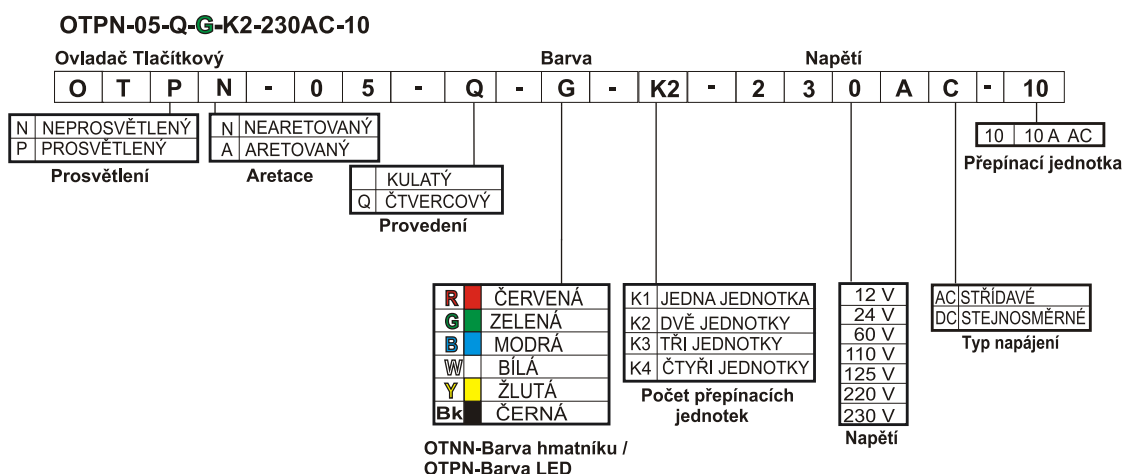 OTPN-05-Q-G-K2-230AC-10
Ovladač Tlačítkový Barva Napětí
O T P N - 0 5 - Q - G - K2 - 2 3 0 A C - 10
N NEPROSVĚTLENÝ
P PROSVĚTLENÝ
Prosvětlení
N NEARETOVANÝ
A ARETOVANÝ
Aretace
KULATÝ
Q ČTVERCOVÝ
Provedení
10 10 A AC
Přepínací jednotka
R ČERVENÁ
G ZELENÁ
B MODRÁ
W BÍLÁ
Y ŽLUTÁ
Bk ČERNÁ
OTNN-Barva hmatníku /
OTPN-Barva LED
K1 JEDNA JEDNOTKA
K2 DVĚ JEDNOTKY
K3 TŘI JEDNOTKY
K4 ČTYŘI JEDNOTKY
Počet přepínacích
jednotek
12 V
24 V
60 V
110 V
125 V
220 V
230 V
Napětí
AC STŘÍDAVÉ
DC STEJNOSMĚRNÉ
Typ napájení